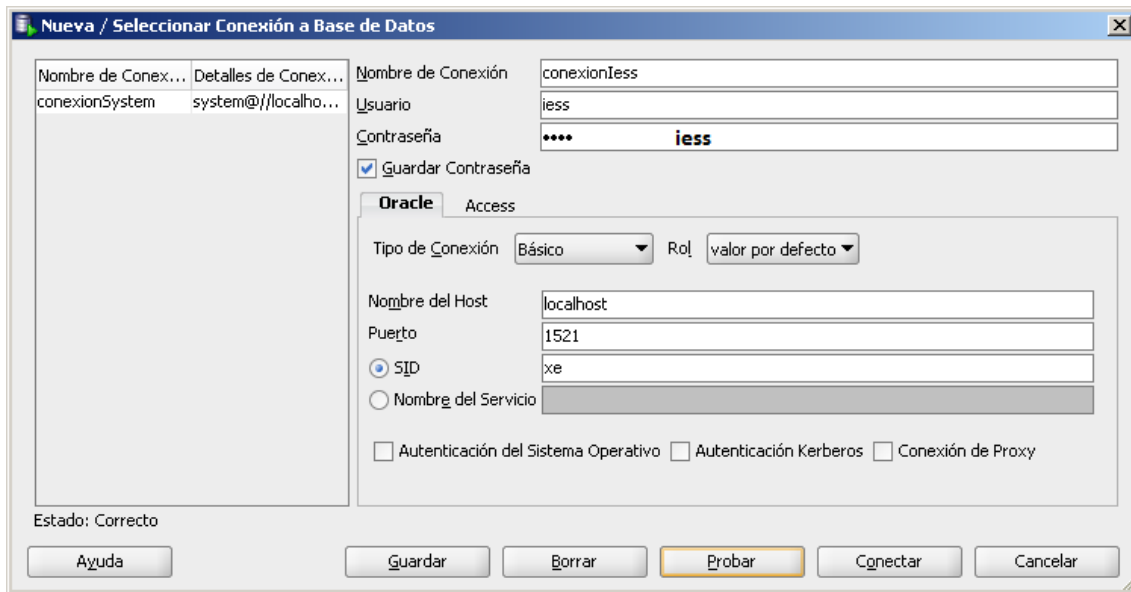 Nueva / Seleccionar Conexión a Base de Datos
Nombre de Conex... Detalles de Conex...
conexionSystem system@//localho...
Nombre de Conexión conexionIess
Usuario iess
Contraseña •••• iess
Guardar Contraseña
Oracle Access
Tipo de Conexión Básico Rol valor por defecto
Nombre del Host localhost
Puerto 1521
SID xe
Nombre del Servicio
Autenticación del Sistema Operativo Autenticación Kerberos Conexión de Proxy
Estado: Correcto
Ayuda Guardar Borrar Probar Conectar Cancelar